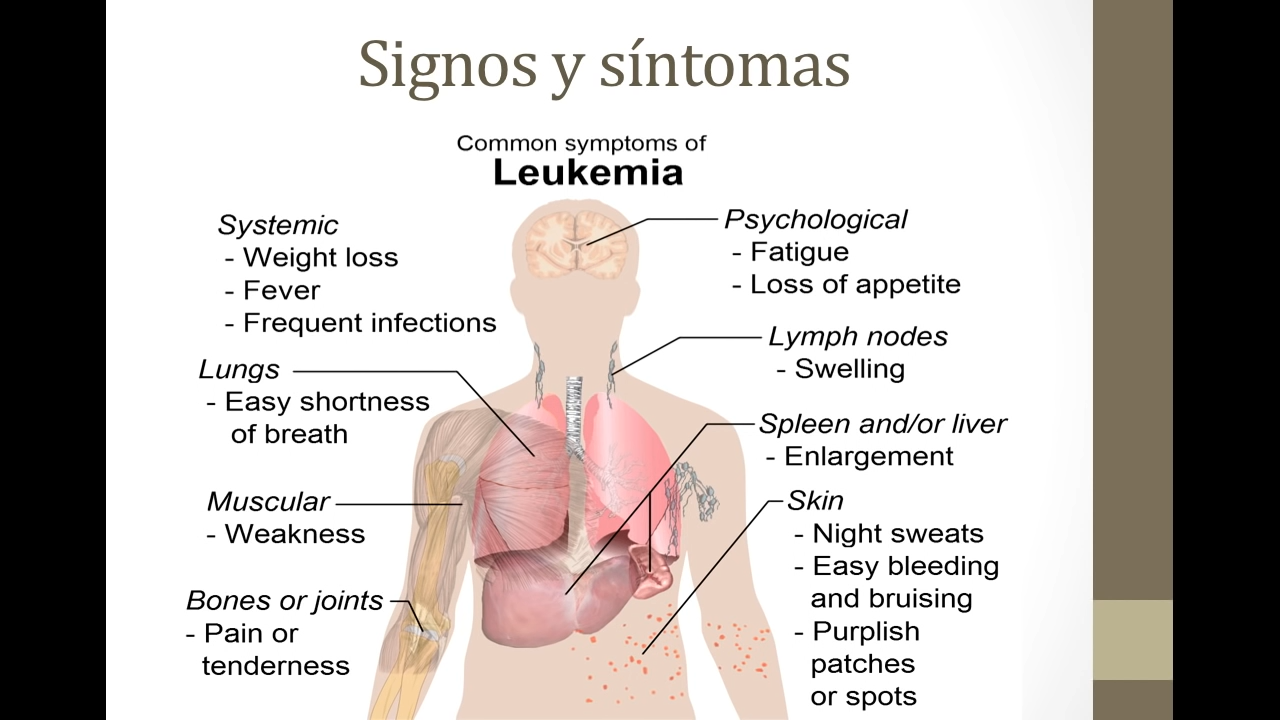 Signos y síntomas
Common symptoms of
Leukemia
Systemic
- Weight loss
- Fever
- Frequent infections
Lungs
- Easy shortness
of breath
Muscular
- Weakness
Bones or joints
- Pain or
tenderness
Psychological
- Fatigue
- Loss of appetite
Lymph nodes
- Swelling
Spleen and/or liver
- Enlargement
Skin
- Night sweats
- Easy bleeding
and bruising
- Purplish
patches
or spots